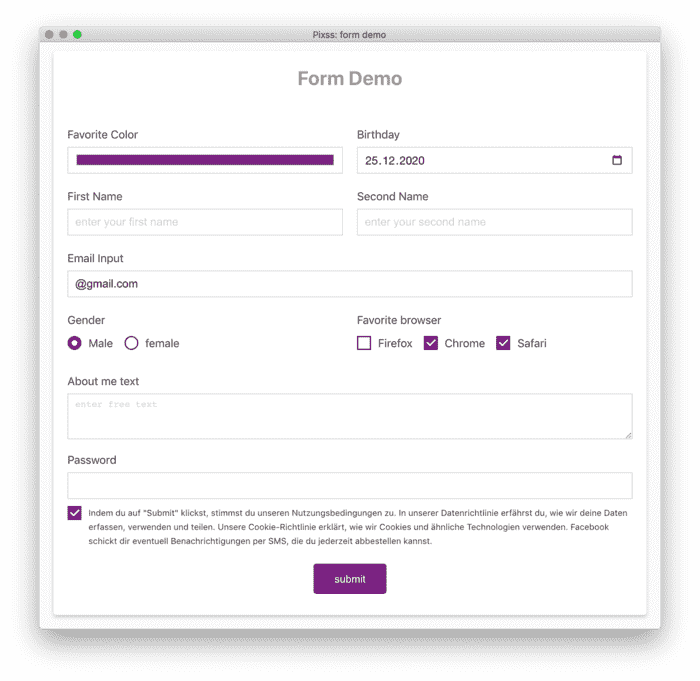 Pixss: form demo
Form Demo
Favorite Color
Birthday
25.12.2020
First Name
Second Name
enter your first name
enter your second name
Email Input
@gmail.com
Gender
Favorite browser
Male
female
Firefox
Chrome
Safari
About me text
enter free text
Password
Indem du auf "Submit" klickst, stimmst du unseren Nutzungsbedingungen zu. In unserer Datenrichtlinie erfährst du, wie wir deine Daten
erfassen, verwenden und teilen. Unsere Cookie-Richtlinie erklärt, wie wir Cookies und ähnliche Technologien verwenden. Facebook
schickt dir eventuell Benachrichtigungen per SMS, die du jederzeit abbestellen kannst.
submit